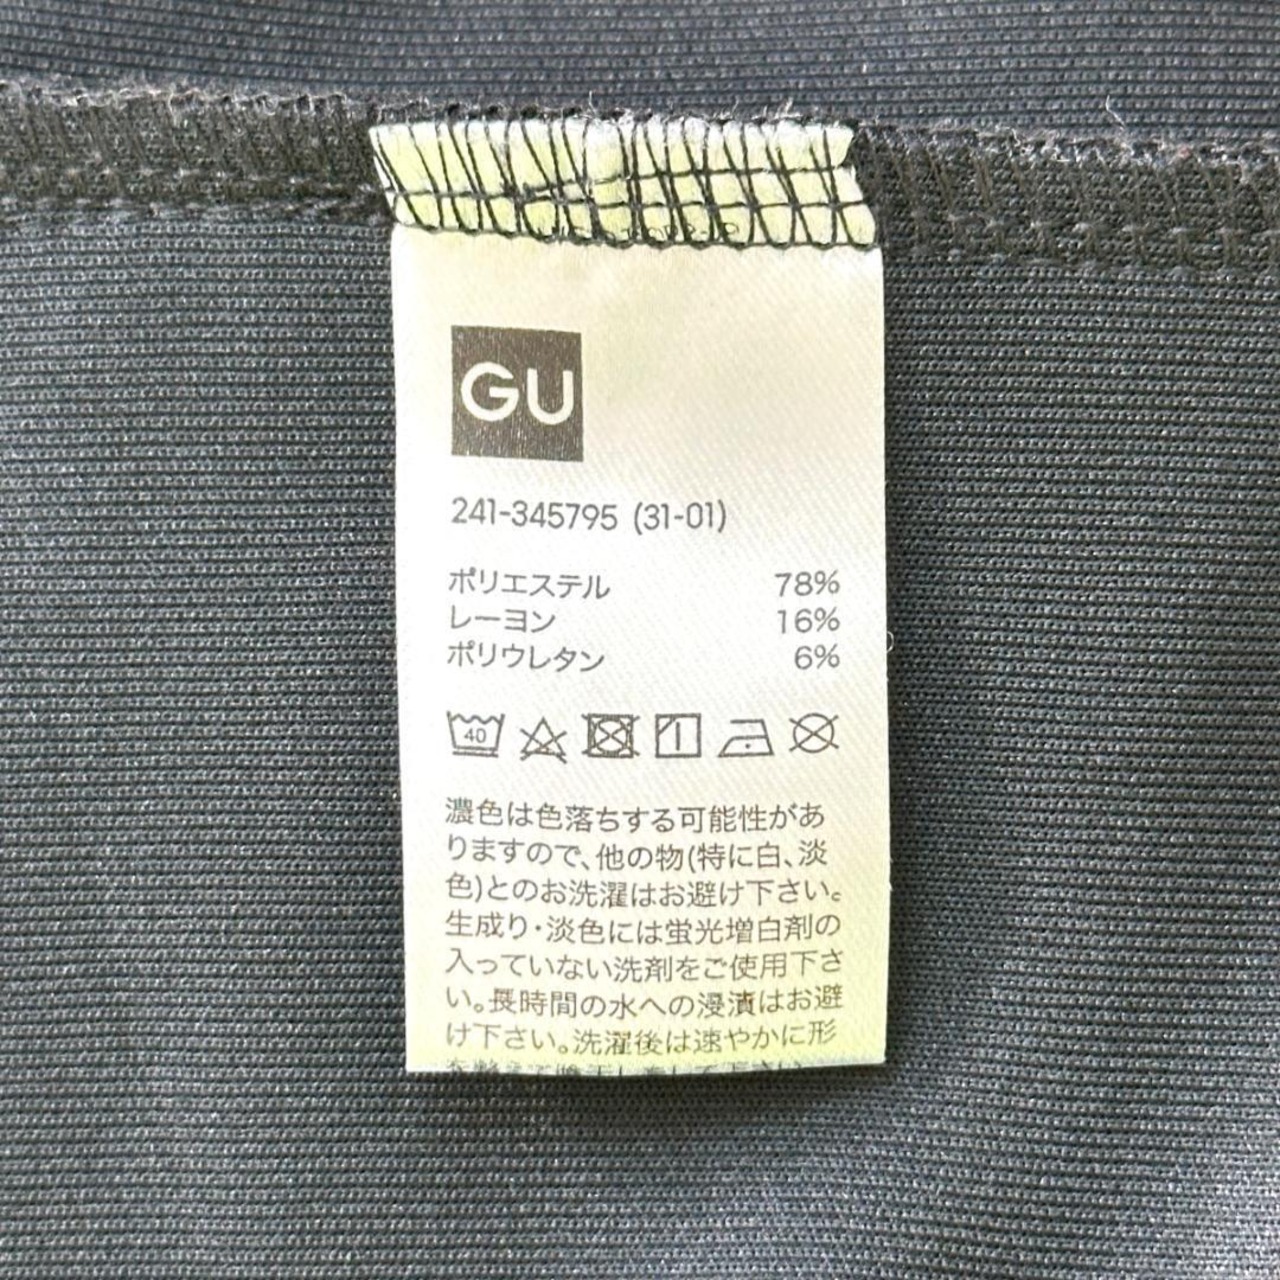 GU
241-345795 (31-01)
ポリエステル 78%
レーヨン 16%
ポリウレタン 6%
40
濃色は色落ちする可能性があ
りますので、他の物(特に白、淡
色)とのお洗濯はお避け下さい。
生成り・淡色には蛍光増白剤の
入っていない洗剤をご使用下さ
い。長時間の水への浸漬はお避
け下さい。洗濯後は速やかに形